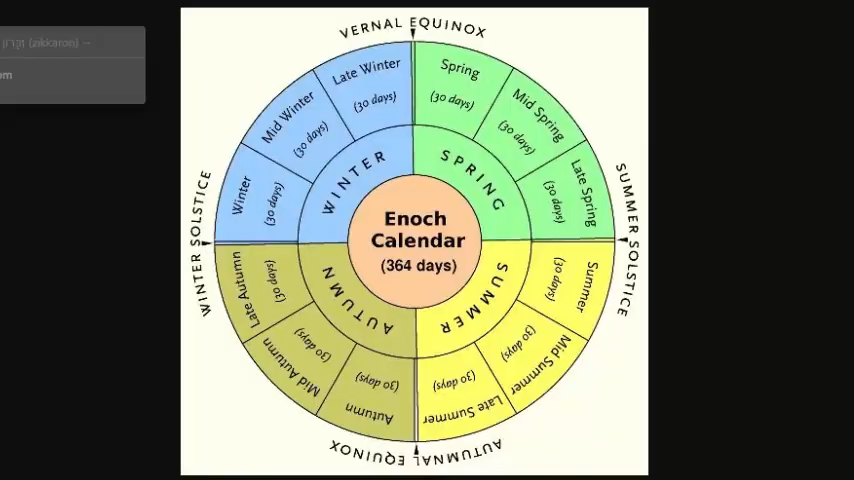 זִכָּרוֹן (zikkaron) –
om
VERNAL EQUINOX
Spring
(30 days)
Mid Spring
(30 days)
Late Spring
(30 days)
SPRING
SUMMER SOLSTICE
Summer
(30 days)
Mid Summer
(30 days)
Late Summer
(30 days)
SUMMER
AUTUMNAL EQUINOX
Autumn
(30 days)
Mid Autumn
(30 days)
Late Autumn
(30 days)
AUTUMN
WINTER SOLSTICE
Winter
(30 days)
Mid Winter
(30 days)
Late Winter
(30 days)
WINTER
Enoch
Calendar
(364 days)